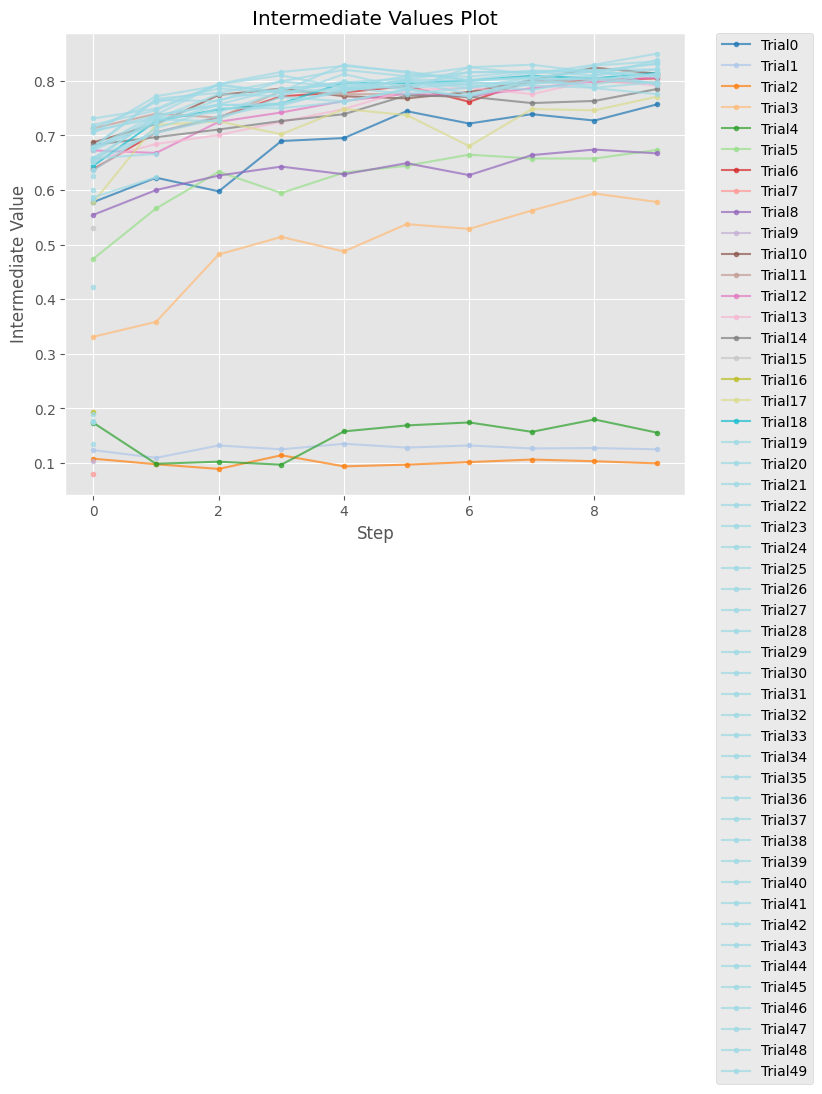 Intermediate Values Plot
Intermediate Value
0.8
0.7
0.6
0.5
0.4
0.3
0.2
0.1
0 2 4 6 8
Step
Trial0
Trial1
Trial2
Trial3
Trial4
Trial5
Trial6
Trial7
Trial8
Trial9
Trial10
Trial11
Trial12
Trial13
Trial14
Trial15
Trial16
Trial17
Trial18
Trial19
Trial20
Trial21
Trial22
Trial23
Trial24
Trial25
Trial26
Trial27
Trial28
Trial29
Trial30
Trial31
Trial32
Trial33
Trial34
Trial35
Trial36
Trial37
Trial38
Trial39
Trial40
Trial41
Trial42
Trial43
Trial44
Trial45
Trial46
Trial47
Trial48
Trial49